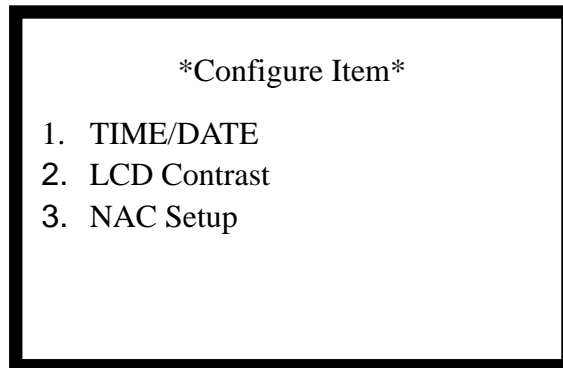 *Configure Item*
1. TIME/DATE
2. LCD Contrast
3. NAC Setup